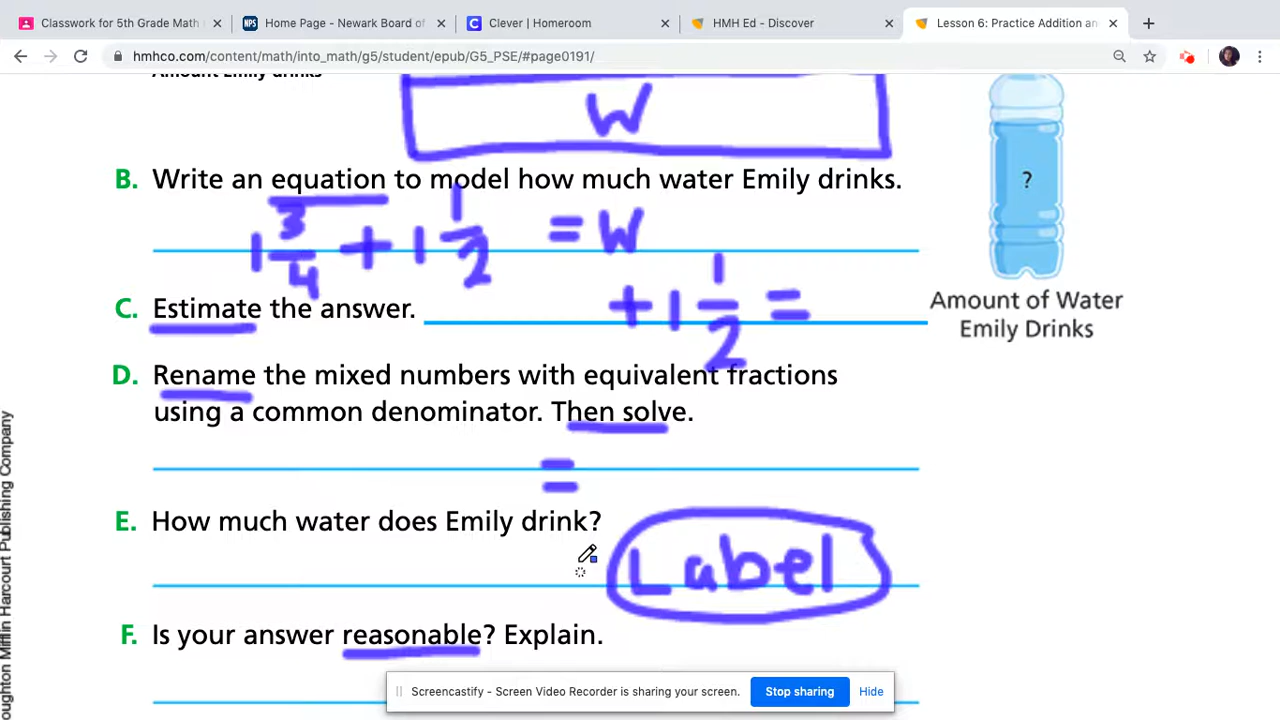 Classwork for 5th Grade Math
Home Page - Newark Board of
Clever | Homeroom
HMH Ed - Discover
Lesson 6: Practice Addition an
hmhco.com/content/math/into_math/g5/student/epub/G5_PSE/#page0191/
Amount Emily drinks
W
?
B. Write an equation to model how much water Emily drinks.
1 3/4 + 1 1/2 = W
C. Estimate the answer.
+ 1 1/2 =
Amount of Water
Emily Drinks
D. Rename the mixed numbers with equivalent fractions
using a common denominator. Then solve.
=
E. How much water does Emily drink?
Label
F. Is your answer reasonable? Explain.
oughton Mifflin Harcourt Publishing Company
Screencastify - Screen Video Recorder is sharing your screen.
Stop sharing
Hide